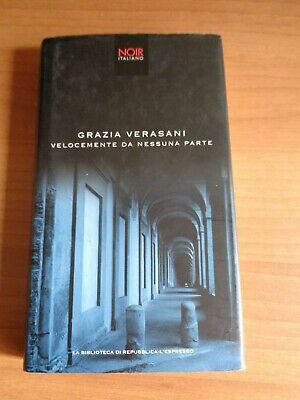 NOIR
ITALIANO
GRAZIA VERASANI
VELOCEMENTE DA NESSUNA PARTE
LA BIBLIOTECA DI REPUBBLICA-L'ESPRESSO